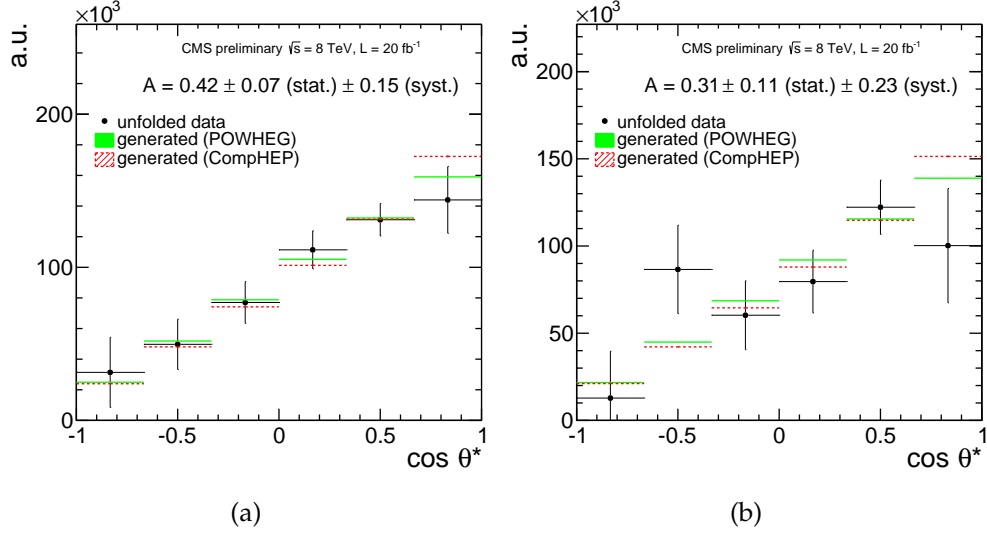 ×10³
a.u.
CMS preliminary √s = 8 TeV, L = 20 fb⁻¹
A = 0.42 ± 0.07 (stat.) ± 0.15 (syst.)
unfolded data
generated (POWHEG)
generated (CompHEP)
200
100
0
-1 -0.5 0 0.5 1
cos θ*
(a)
×10³
a.u.
CMS preliminary √s = 8 TeV, L = 20 fb⁻¹
A = 0.31 ± 0.11 (stat.) ± 0.23 (syst.)
unfolded data
generated (POWHEG)
generated (CompHEP)
200
150
100
50
0
-1 -0.5 0 0.5 1
cos θ*
(b)